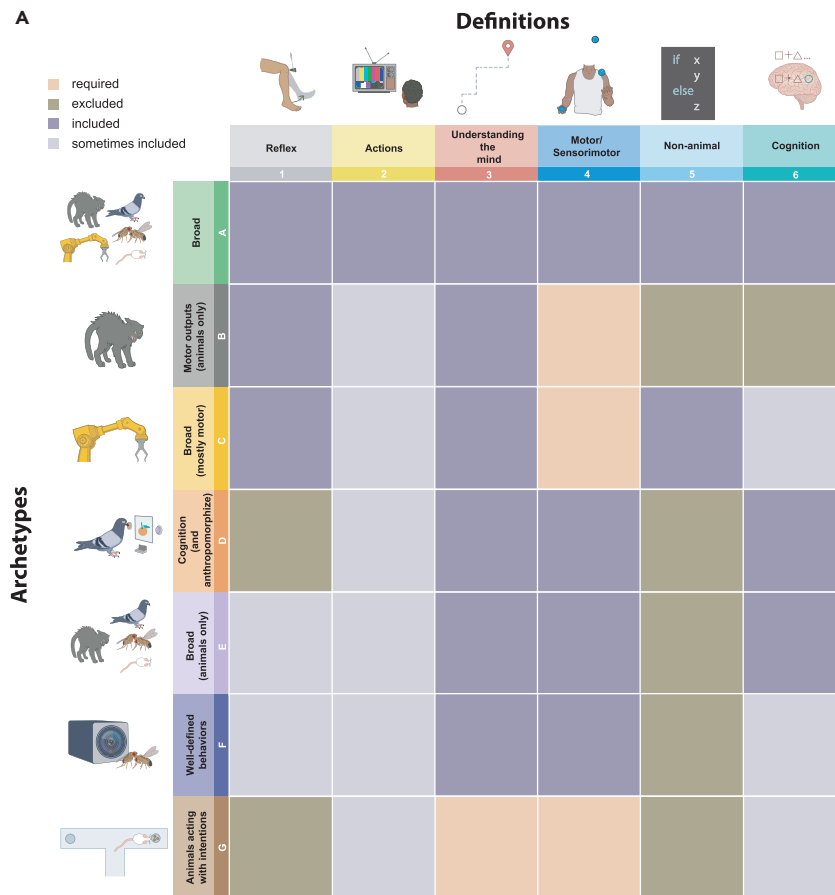 A
Definitions
if x
y
else
z
required
excluded
included
sometimes included
Reflex
Actions
Understanding
the
mind
Motor/
Sensorimotor
Non-animal
Cognition
1
2
3
4
5
6
Archetypes
Broad
A
Motor outputs
(animals only)
B
Broad
(mostly motor)
C
Cognition
(and
anthropomorphize)
D
Broad
(animals only)
E
Well-defined
behaviors
F
Animals acting
with intentions
G